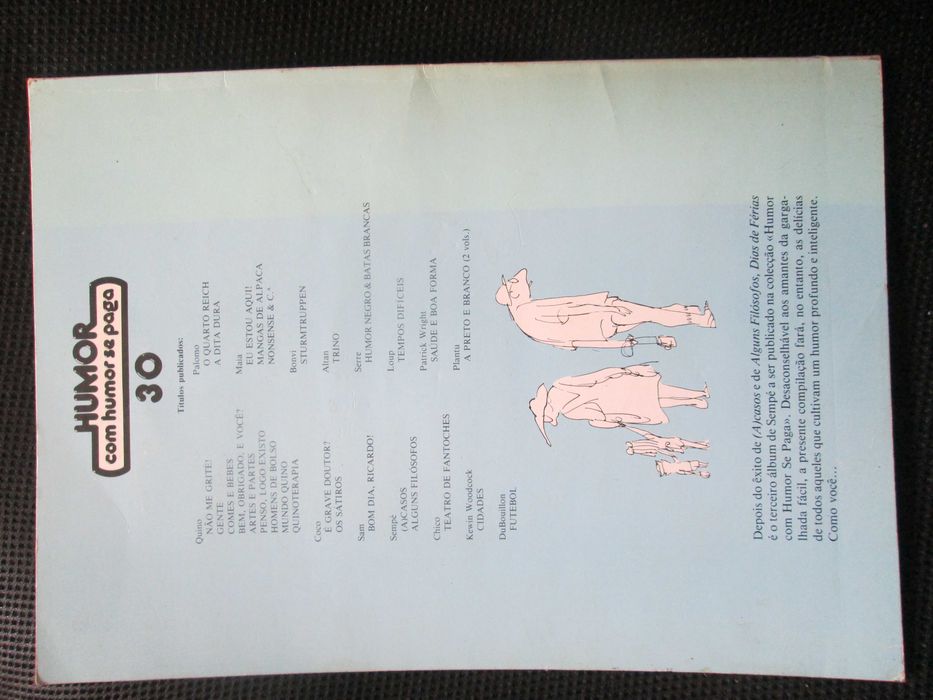 HUMOR
com humor se paga
30
Títulos publicados:
Quino
NÃO ME GRITE!
GENTE
COMES E BEBES
BEM, OBRIGADO, E VOCÊ?
ARTES E PARTES
PENSO, LOGO EXISTO
HOMENS DE BOLSO
MUNDO QUINO
QUINOTERAPIA
Coco
É GRAVE DOUTOR?
OS SÁTIROS
Sam
BOM DIA, RICARDO!
Sempé
(A)CASOS
ALGUNS FILÓSOFOS
Chico
TEATRO DE FANTOCHES
Kewin Woodcock
CIDADES
DuBouillon
FUTEBOL
Palomo
O QUARTO REICH
A DITA DURA
Maia
EU ESTOU AQUI!
MANGAS DE ALPACA
NONSENSE & C.ª
Bonvi
STURMTRUPPEN
Altan
TRINO
Serre
HUMOR NEGRO & BATAS BRANCAS
Loup
TEMPOS DIFÍCEIS
Patrick Wright
SAÚDE E BOA FORMA
Plantu
A PRETO E BRANCO (2 vols.)
Depois do êxito de (A)casos e de Alguns Filósofos, Dias de Férias
é o terceiro álbum de Sempé a ser publicado na colecção «Humor
com Humor Se Paga». Desaconselhável aos amantes da garga-
lhada fácil, a presente compilação fará, no entanto, as delícias
de todos aqueles que cultivam um humor profundo e inteligente.
Como você...